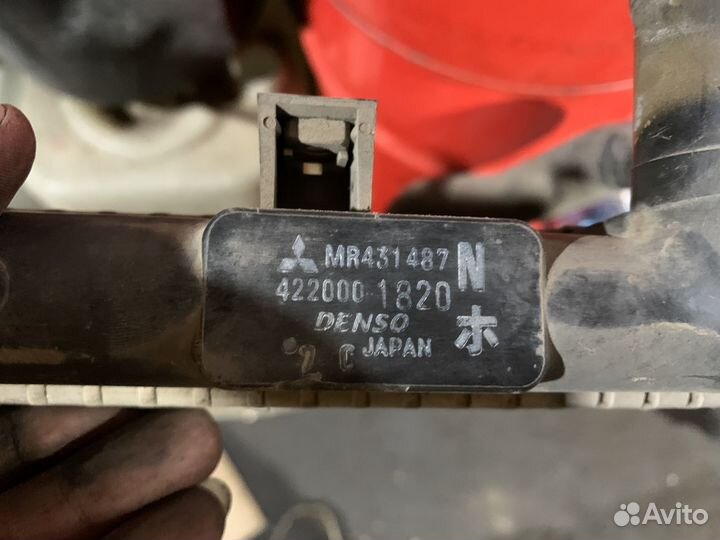 MR431487 N
422000 1820
DENSO ホ
JAPAN
Avito